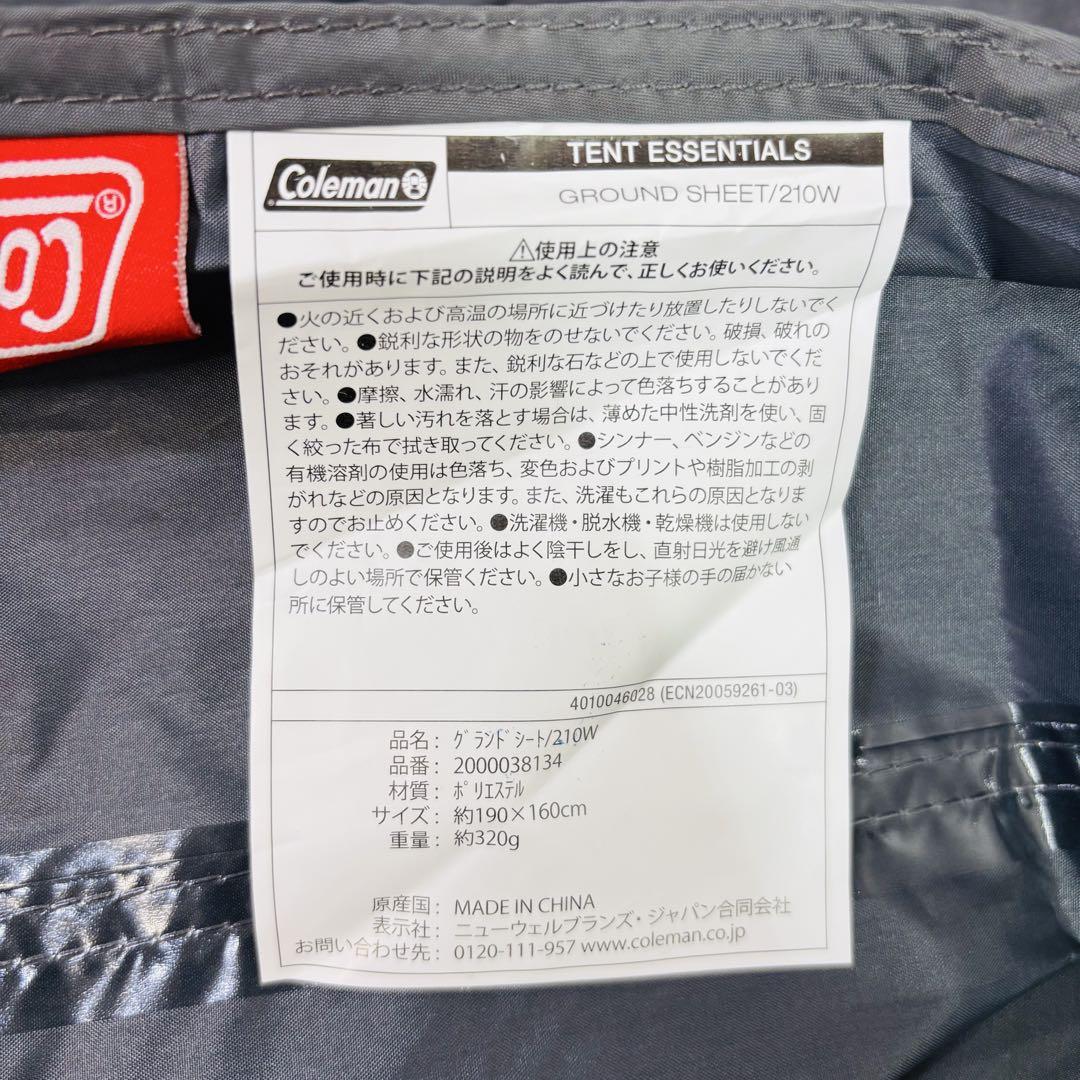 Coleman
TENT ESSENTIALS
GROUND SHEET/210W
Co
®
⚠使用上の注意
ご使用時に下記の説明をよく読んで、正しくお使いください。
●火の近くおよび高温の場所に近づけたり放置したりしないでく
ださい。●鋭利な形状の物をのせないでください。破損、破れの
おそれがあります。また、鋭利な石などの上で使用しないでくだ
さい。●摩擦、水濡れ、汗の影響によって色落ちすることがあり
ます。●著しい汚れを落とす場合は、薄めた中性洗剤を使い、固
く絞った布で拭き取ってください。●シンナー、ベンジンなどの
有機溶剤の使用は色落ち、変色およびプリントや樹脂加工の剥
がれなどの原因となります。また、洗濯もこれらの原因となりま
すのでお止めください。●洗濯機・脱水機・乾燥機は使用しない
でください。●ご使用後はよく陰干しをし、直射日光を避け風通
しのよい場所で保管ください。●小さなお子様の手の届かない
所に保管してください。
4010046028 (ECN20059261-03)
品名: グランドシート/210W
品番: 2000038134
材質: ポリエステル
サイズ: 約190×160cm
重量: 約320g
原産国: MADE IN CHINA
表示社: ニューウェルブランズ・ジャパン合同会社
お問い合わせ先: 0120-111-957 www.coleman.co.jp